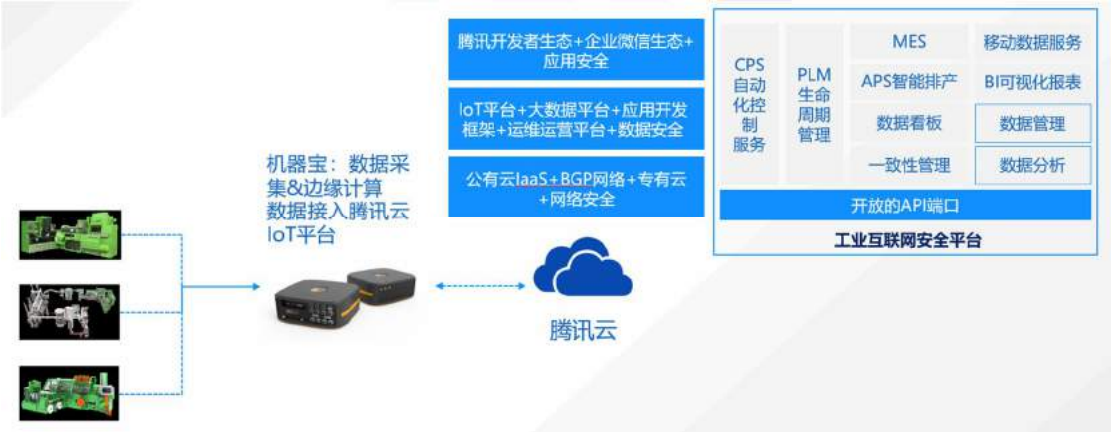 腾讯开发者生态+企业微信生态+
应用安全
IoT平台+大数据平台+应用开发
框架+运维运营平台+数据安全
公有云IaaS+BGP网络+专有云
+网络安全
机器宝：数据采
集&边缘计算
数据接入腾讯云
IoT平台
腾讯云
CPS
自动
化控
制
服务
PLM
生命
周期
管理
MES
移动数据服务
APS智能排产
BI可视化报表
数据看板
数据管理
一致性管理
数据分析
开放的API端口
工业互联网安全平台